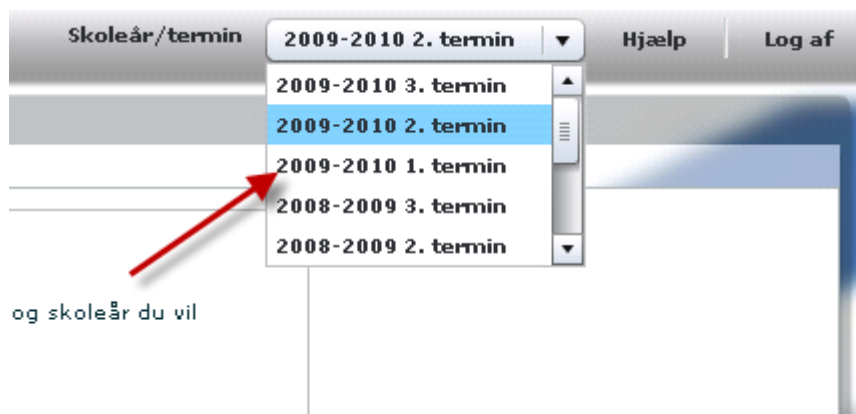 Skoleår/termin 2009-2010 2. termin Hjælp Log af
2009-2010 3. termin
2009-2010 2. termin
2009-2010 1. termin
2008-2009 3. termin
2008-2009 2. termin
og skoleår du vil